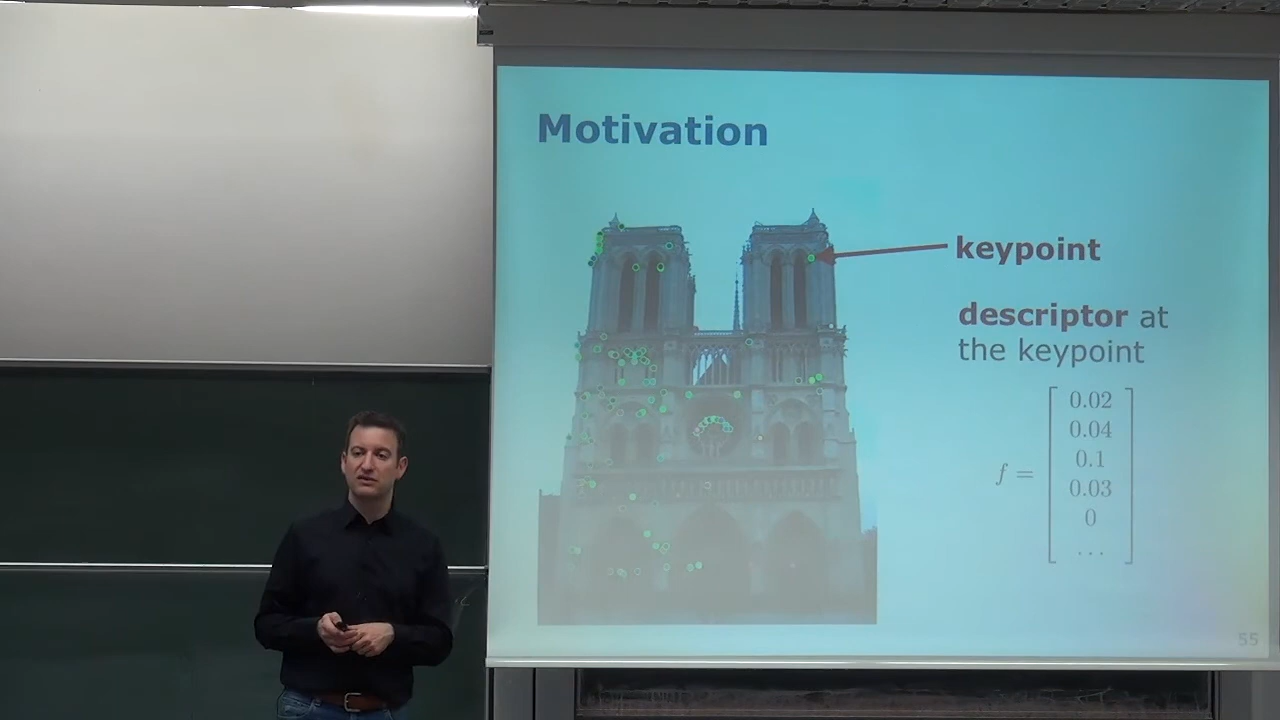 Motivation
keypoint
descriptor at
the keypoint
0.02
0.04
0.1
f = 0.03
0
...
55